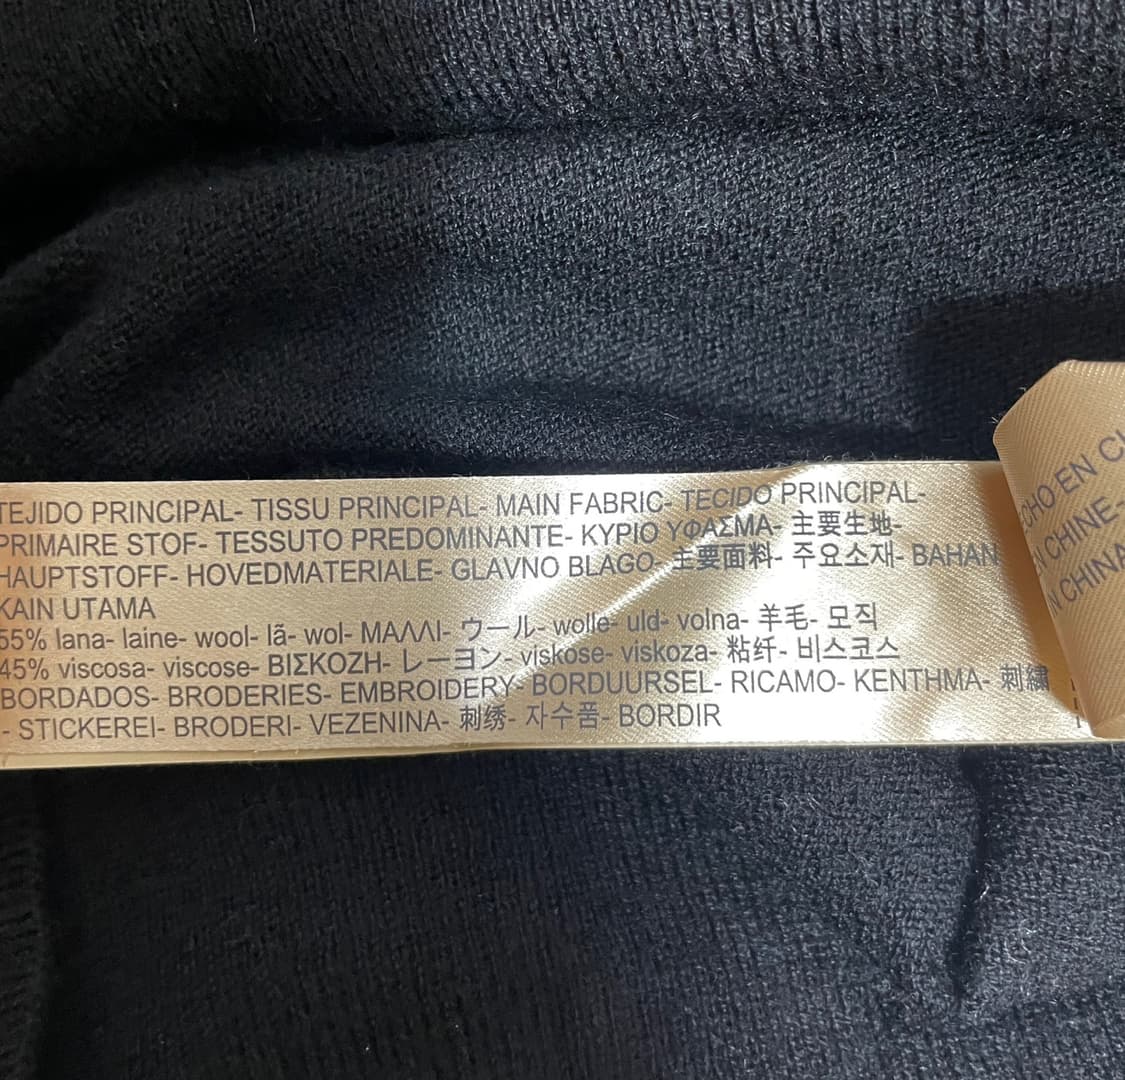 TEJIDO PRINCIPAL- TISSU PRINCIPAL- MAIN FABRIC- TECIDO PRINCIPAL-
PRIMAIRE STOF- TESSUTO PREDOMINANTE- ΚΥΡΙΟ ΥΦΑΣΜΑ- 主要生地-
HAUPTSTOFF- HOVEDMATERIALE- GLAVNO BLAGO- 主要面料- 주요소재- BAHAN
KAIN UTAMA
55% lana- laine- wool- lã- wol- ΜΑΛΛΙ- ウール- wolle- uld- volna- 羊毛- 모직
45% viscosa- viscose- ΒΙΣΚΟΖΗ- レーヨン- viskose- viskoza- 粘纤- 비스코스
BORDADOS- BRODERIES- EMBROIDERY- BORDUURSEL- RICAMO- ΚΕΝΤΗΜΑ- 刺繍
- STICKEREI- BRODERI- VEZENINA- 刺绣- 자수품- BORDIR
EN
CHINE-
CHINA